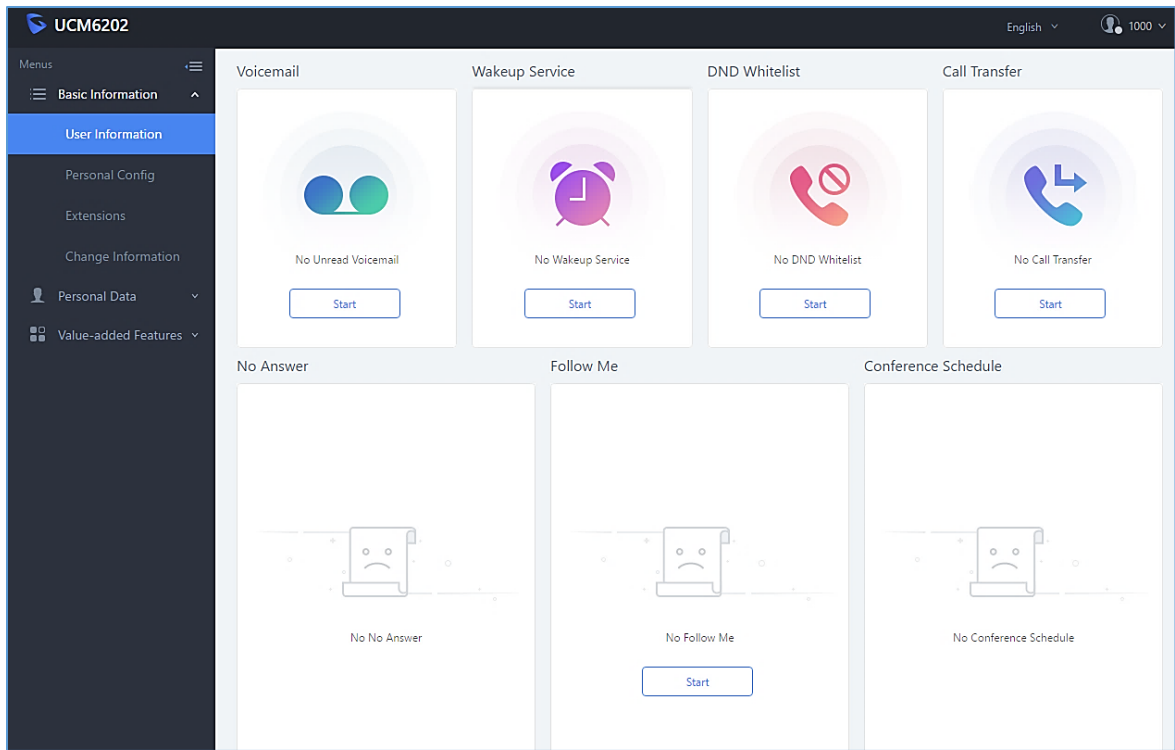 UCM6202
English
1000
Menus
Basic Information
User Information
Personal Config
Extensions
Change Information
Personal Data
Value-added Features
Voicemail
Wakeup Service
DND Whitelist
Call Transfer
No Unread Voicemail
No Wakeup Service
No DND Whitelist
No Call Transfer
Start
Start
Start
Start
No Answer
Follow Me
Conference Schedule
No No Answer
No Follow Me
No Conference Schedule
Start